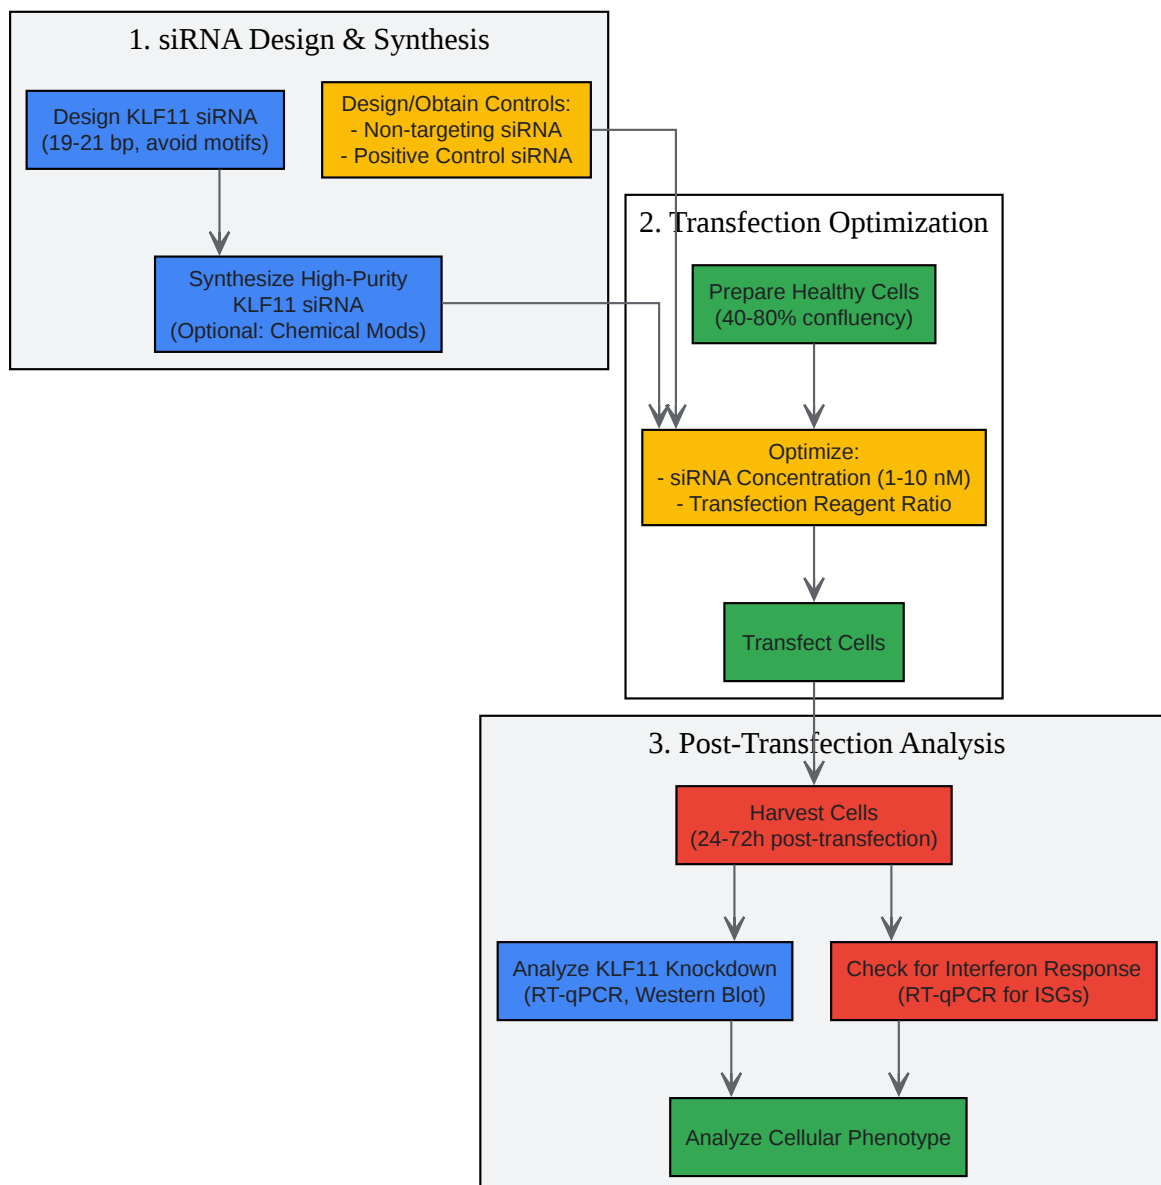 1. siRNA Design & Synthesis
Design KLF11 siRNA
(19-21 bp, avoid motifs)
Design/Obtain Controls:
- Non-targeting siRNA
- Positive Control siRNA
Synthesize High-Purity
KLF11 siRNA
(Optional: Chemical Mods)
2. Transfection Optimization
Prepare Healthy Cells
(40-80% confluency)
Optimize:
- siRNA Concentration (1-10 nM)
- Transfection Reagent Ratio
Transfect Cells
3. Post-Transfection Analysis
Harvest Cells
(24-72h post-transfection)
Analyze KLF11 Knockdown
(RT-qPCR, Western Blot)
Check for Interferon Response
(RT-qPCR for ISGs)
Analyze Cellular Phenotype